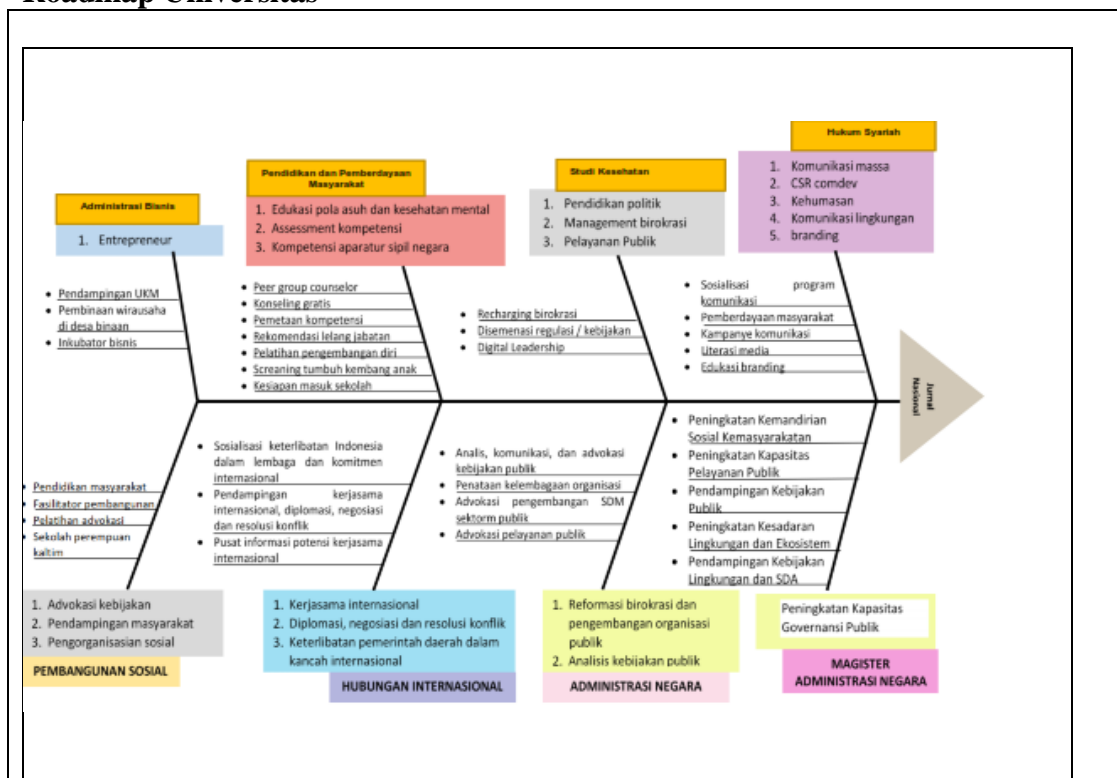 Roadmap Universitas
Hukum Syariah
1. Komunikasi massa
2. CSR comdev
3. Kehumasan
4. Komunikasi lingkungan
5. branding
Pendidikan dan Pemberdayaan
Masyarakat
1. Edukasi pola asuh dan kesehatan mental
2. Assessment kompetensi
3. Kompetensi aparatur sipil negara
Studi Kesehatan
1. Pendidikan politik
2. Management birokrasi
3. Pelayanan Publik
Administrasi Bisnis
1. Entrepreneur
• Pendampingan UKM
• Pembinaan wirausaha
di desa binaan
• Inkubator bisnis
• Peer group counselor
• Konseling gratis
• Pemetaan kompetensi
• Rekomendasi lelang jabatan
• Pelatihan pengembangan diri
• Screaning tumbuh kembang anak
• Kesiapan masuk sekolah
• Recharging birokrasi
• Disemenasi regulasi / kebijakan
• Digital Leadership
• Sosialisasi program
komunikasi
• Pemberdayaan masyarakat
• Kampanye komunikasi
• Literasi media
• Edukasi branding
Jurnal
Nasional
• Pendidikan masyarakat
• Fasilitator pembangunan
• Pelatihan advokasi
• Sekolah perempuan
kaltim
• Sosialisasi keterlibatan Indonesia
dalam lembaga dan komitmen
internasional
• Pendampingan kerjasama
internasional, diplomasi, negosiasi
dan resolusi konflik
• Pusat informasi potensi kerjasama
internasional
• Analis, komunikasi, dan advokasi
kebijakan publik
• Penataan kelembagaan organisasi
• Advokasi pengembangan SDM
sektorm publik
• Advokasi pelayanan publik
• Peningkatan Kemandirian
Sosial Kemasyarakatan
• Peningkatan Kapasitas
Pelayanan Publik
• Pendampingan Kebijakan
Publik
• Peningkatan Kesadaran
Lingkungan dan Ekosistem
• Pendampingan Kebijakan
Lingkungan dan SDA
1. Advokasi kebijakan
2. Pendampingan masyarakat
3. Pengorganisasian sosial
PEMBANGUNAN SOSIAL
1. Kerjasama internasional
2. Diplomasi, negosiasi dan resolusi konflik
3. Keterlibatan pemerintah daerah dalam
kancah internasional
HUBUNGAN INTERNASIONAL
1. Reformasi birokrasi dan
pengembangan organisasi
publik
2. Analisis kebijakan publik
ADMINISTRASI NEGARA
Peningkatan Kapasitas
Governansi Publik
MAGISTER
ADMINISTRASI NEGARA